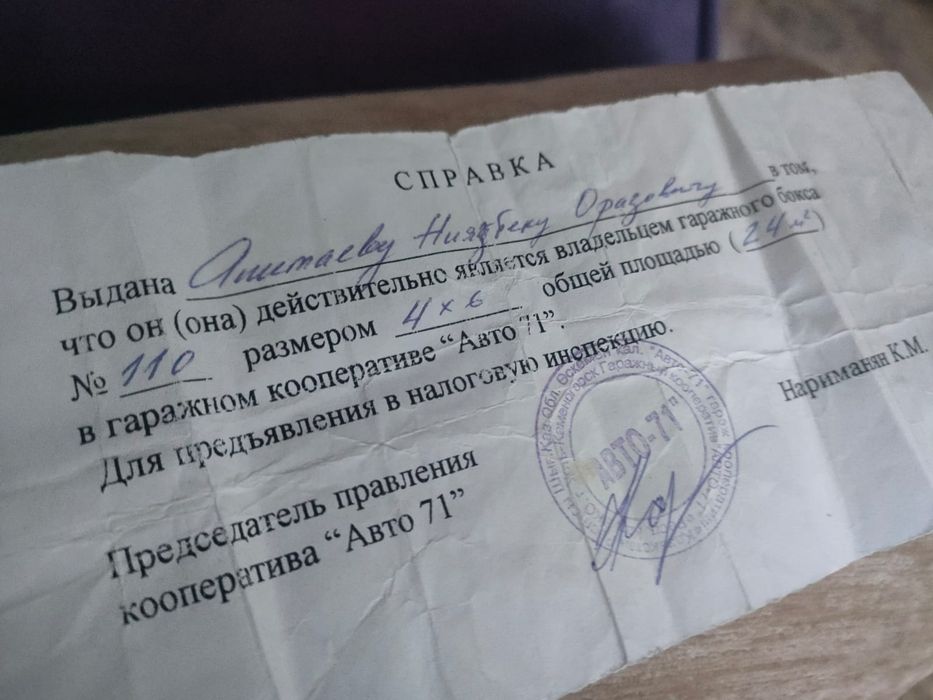 СПРАВКА
Выдана Апетаеву Ниязбеку Оразовичу в том,
что он (она) действительно является владельцем гаражного бокса
№ 110 размером 4 х 6 общей площадью (24 м²)
в гаражном кооперативе “Авто 71”.
Для предъявления в налоговую инспекцию.
Председатель правления
кооператива “Авто 71”
Нариманян К.М.
"АВТО-71"